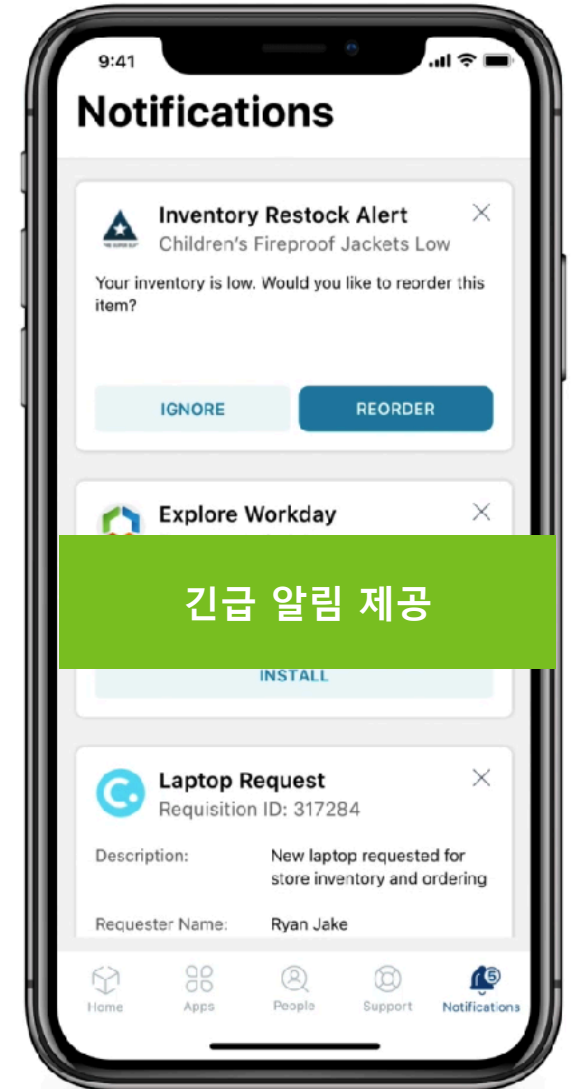 9:41
Notifications
Inventory Restock Alert
Children's Fireproof Jackets Low
Your inventory is low. Would you like to reorder this
item?
IGNORE
REORDER
Explore Workday
긴급 알림 제공
INSTALL
Laptop Request
Requisition ID: 317284
Description:
New laptop requested for
store inventory and ordering
Requester Name:
Ryan Jake
5
Home
Apps
People
Support
Notifications